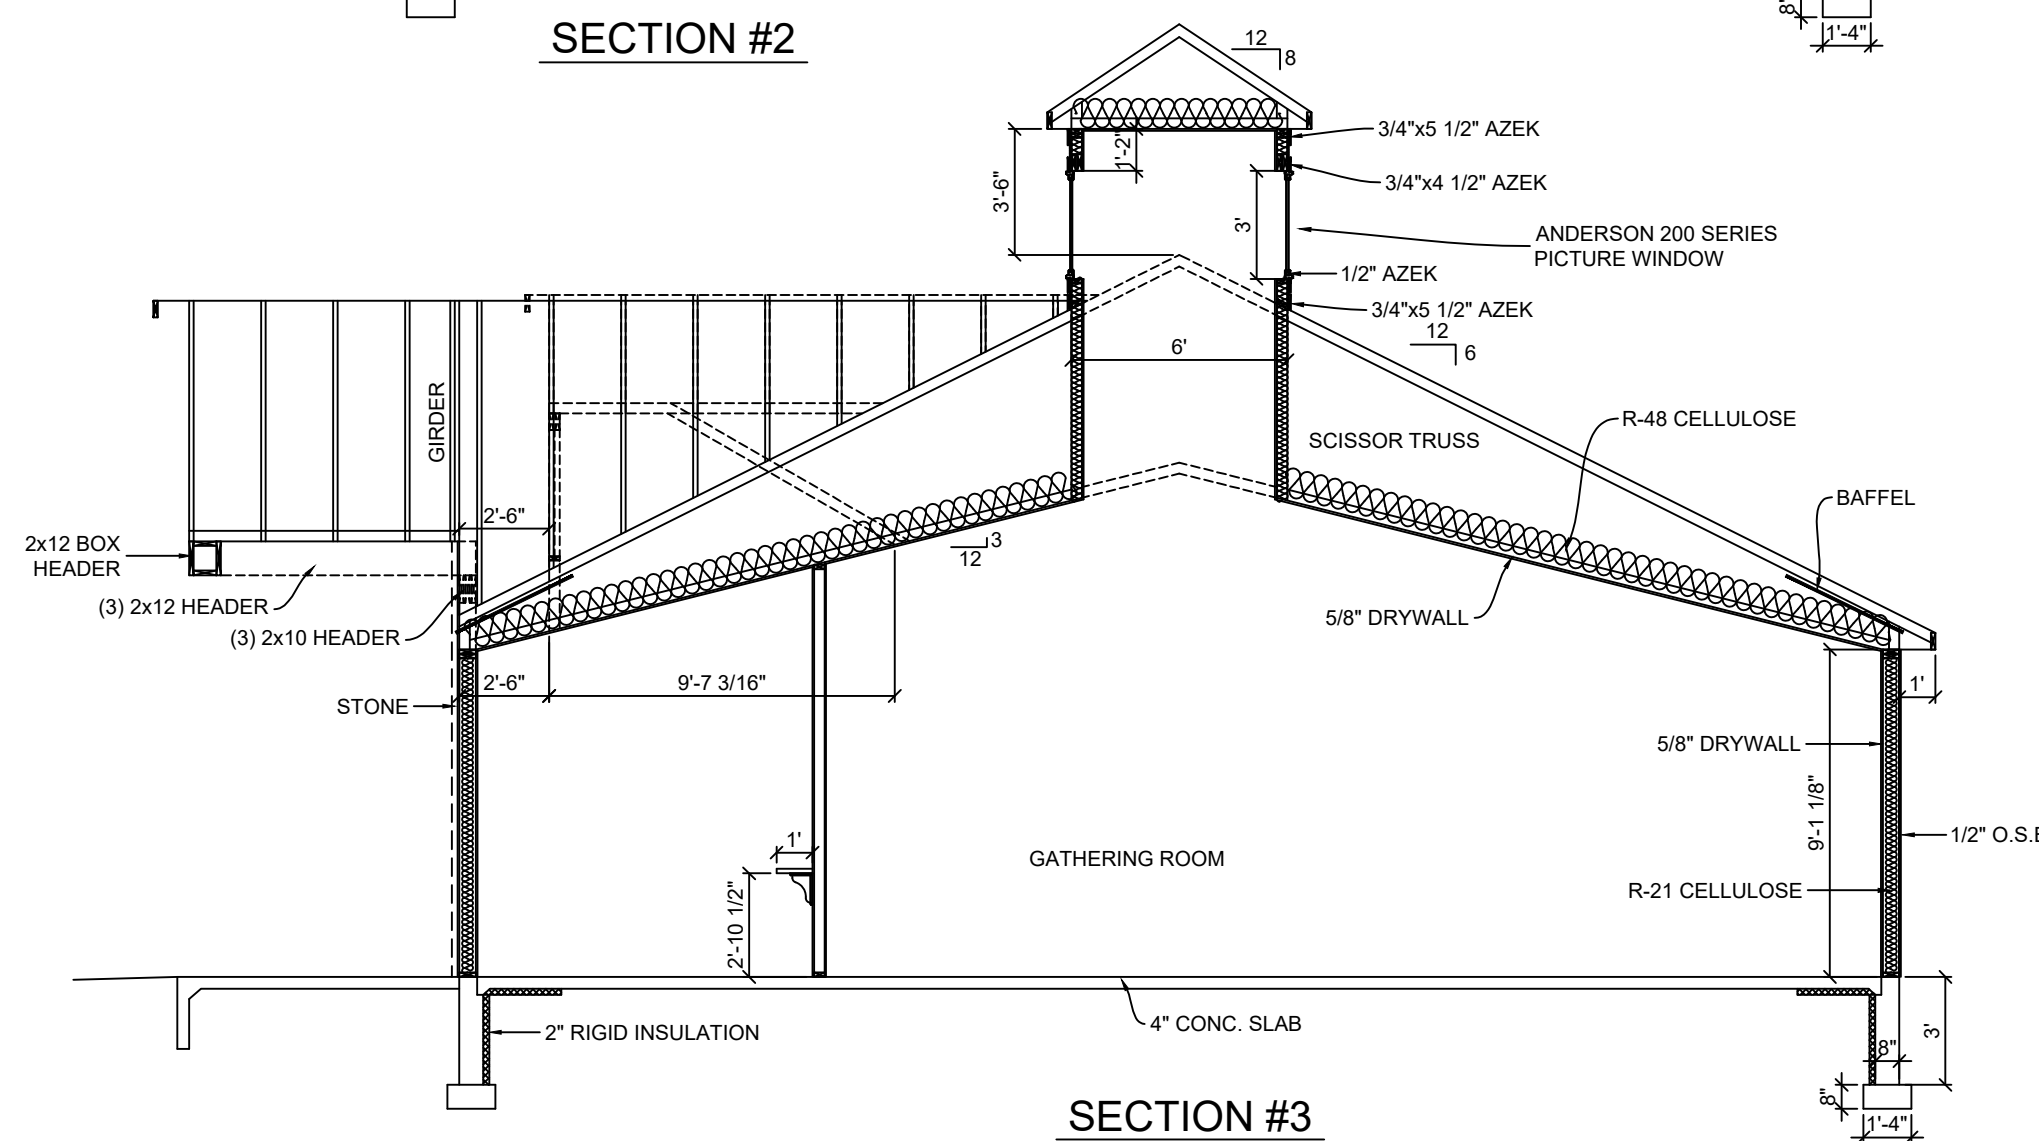 8"
1'-4"
SECTION #2
12
8
3/4"x5 1/2" AZEK
1'-2"
3/4"x4 1/2" AZEK
3'-6"
3'
ANDERSON 200 SERIES
PICTURE WINDOW
1/2" AZEK
3/4"x5 1/2" AZEK
12
6
6'
GIRDER
R-48 CELLULOSE
SCISSOR TRUSS
BAFFEL
2'-6"
3
12
2x12 BOX
HEADER
(3) 2x12 HEADER
(3) 2x10 HEADER
5/8" DRYWALL
2'-6"
9'-7 3/16"
1'
STONE
5/8" DRYWALL
9'-1 1/8"
1/2" O.S.
1'
GATHERING ROOM
2'-10 1/2"
R-21 CELLULOSE
2" RIGID INSULATION
4" CONC. SLAB
3'
8"
8"
1'-4"
SECTION #3